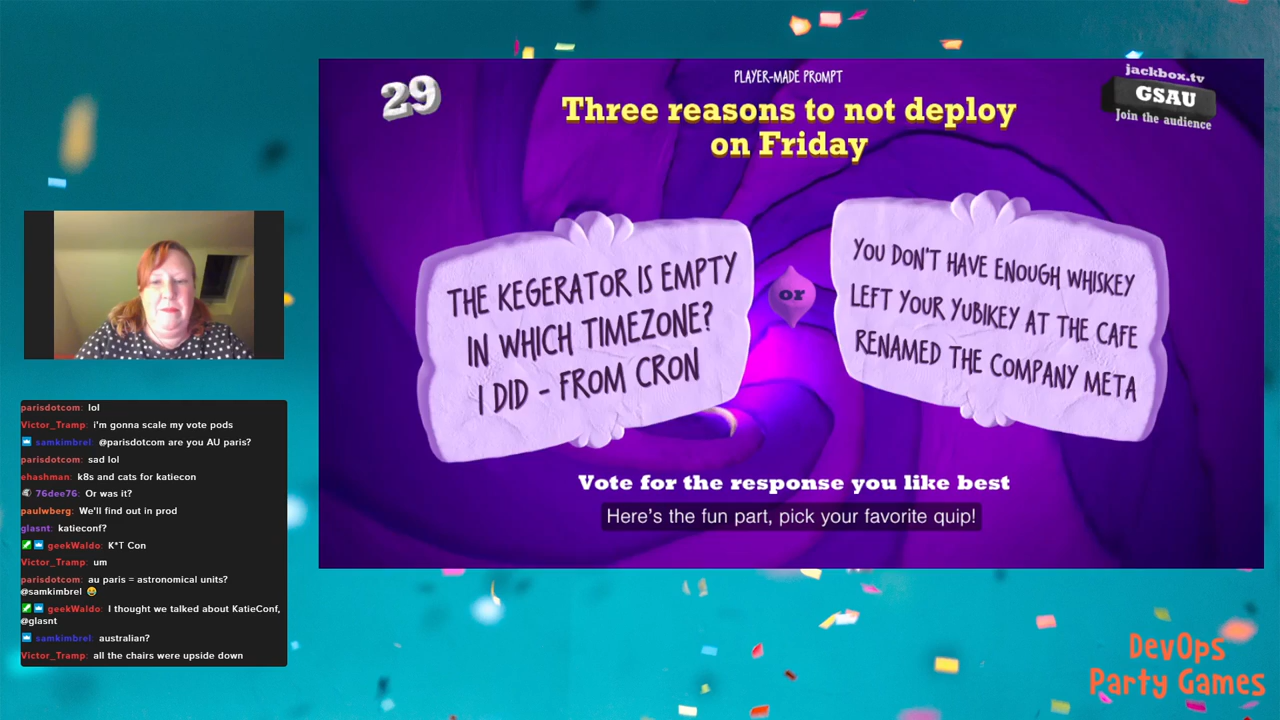 29
PLAYER-MADE PROMPT
Three reasons to not deploy
on Friday
jackbox.tv
GSAU
Join the audience
THE KEGERATOR IS EMPTY
IN WHICH TIMEZONE?
I DID - FROM CRON
or
YOU DON'T HAVE ENOUGH WHISKEY
LEFT YOUR YUBIKEY AT THE CAFE
RENAMED THE COMPANY META
Vote for the response you like best
Here's the fun part, pick your favorite quip!
parisdotcom: lol
Victor_Tramp: i'm gonna scale my vote pods
samkimbrel: @parisdotcom are you AU paris?
parisdotcom: sad lol
ehashman: k8s and cats for katiecon
76dee76: Or was it?
paulwberg: We'll find out in prod
glasnt: katieconf?
geekWaldo: K*T Con
Victor_Tramp: um
parisdotcom: au paris = astronomical units?
@samkimbrel 😅
geekWaldo: I thought we talked about KatieConf,
@glasnt
samkimbrel: australian?
Victor_Tramp: all the chairs were upside down
DevOps
Party Games